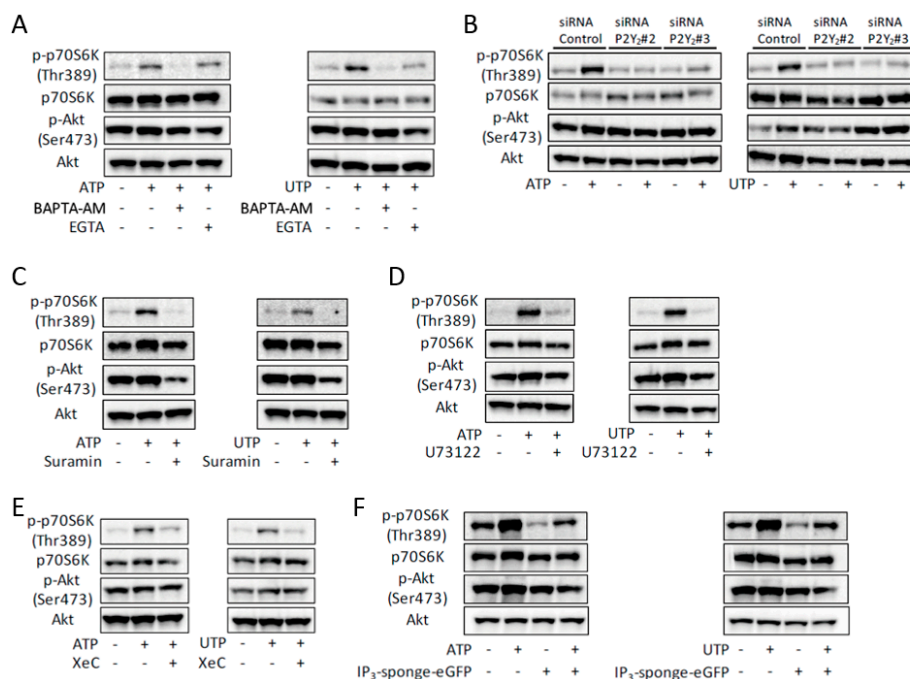 A
p-p70S6K
(Thr389)
p70S6K
p-Akt
(Ser473)
Akt
ATP - + + +
BAPTA-AM - - + -
EGTA - - - +
UTP - + + +
BAPTA-AM - - + -
EGTA - - - +
B
siRNA siRNA siRNA
Control P2Y₂#2 P2Y₂#3
siRNA siRNA siRNA
Control P2Y₂#2 P2Y₂#3
p-p70S6K
(Thr389)
p70S6K
p-Akt
(Ser473)
Akt
ATP - + - + - +
UTP - + - + - +
C
p-p70S6K
(Thr389)
p70S6K
p-Akt
(Ser473)
Akt
ATP - + +
Suramin - - +
UTP - + +
Suramin - - +
D
p-p70S6K
(Thr389)
p70S6K
p-Akt
(Ser473)
Akt
ATP - + +
U73122 - - +
UTP - + +
U73122 - - +
E
p-p70S6K
(Thr389)
p70S6K
p-Akt
(Ser473)
Akt
ATP - + +
XeC - - +
UTP - + +
XeC - - +
F
p-p70S6K
(Thr389)
p70S6K
p-Akt
(Ser473)
Akt
ATP - + - +
IP₃-sponge-eGFP - - + +
UTP - + - +
IP₃-sponge-eGFP - - + +